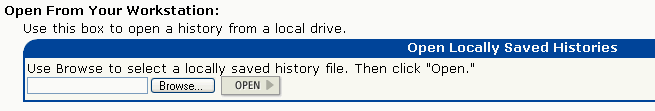 Open From Your Workstation:
Use this box to open a history from a local drive.
Open Locally Saved Histories
Use Browse to select a locally saved history file. Then click "Open."
Browse... OPEN